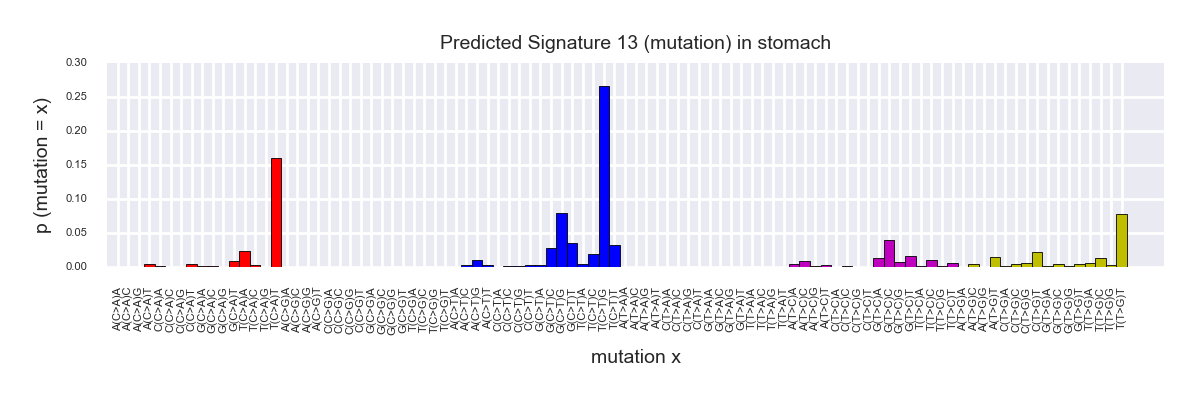 Predicted Signature 13 (mutation) in stomach
p (mutation = x)
0.30
0.25
0.20
0.15
0.10
0.05
0.00
A(C>A)A
A(C>A)C
A(C>A)G
A(C>A)T
C(C>A)A
C(C>A)C
C(C>A)G
C(C>A)T
G(C>A)A
G(C>A)C
G(C>A)G
G(C>A)T
T(C>A)A
T(C>A)C
T(C>A)G
T(C>A)T
A(C>G)A
A(C>G)C
A(C>G)G
A(C>G)T
C(C>G)A
C(C>G)C
C(C>G)G
C(C>G)T
G(C>G)A
G(C>G)C
G(C>G)G
G(C>G)T
T(C>G)A
T(C>G)C
T(C>G)G
T(C>G)T
A(C>T)A
A(C>T)C
A(C>T)G
A(C>T)T
C(C>T)A
C(C>T)C
C(C>T)G
C(C>T)T
G(C>T)A
G(C>T)C
G(C>T)G
G(C>T)T
T(C>T)A
T(C>T)C
T(C>T)G
T(C>T)T
A(T>A)A
A(T>A)C
A(T>A)G
A(T>A)T
C(T>A)A
C(T>A)C
C(T>A)G
C(T>A)T
G(T>A)A
G(T>A)C
G(T>A)G
G(T>A)T
T(T>A)A
T(T>A)C
T(T>A)G
T(T>A)T
A(T>C)A
A(T>C)C
A(T>C)G
A(T>C)T
C(T>C)A
C(T>C)C
C(T>C)G
C(T>C)T
G(T>C)A
G(T>C)C
G(T>C)G
G(T>C)T
T(T>C)A
T(T>C)C
T(T>C)G
T(T>C)T
A(T>G)A
A(T>G)C
A(T>G)G
A(T>G)T
C(T>G)A
C(T>G)C
C(T>G)G
C(T>G)T
G(T>G)A
G(T>G)C
G(T>G)G
G(T>G)T
T(T>G)A
T(T>G)C
T(T>G)G
T(T>G)T
mutation x